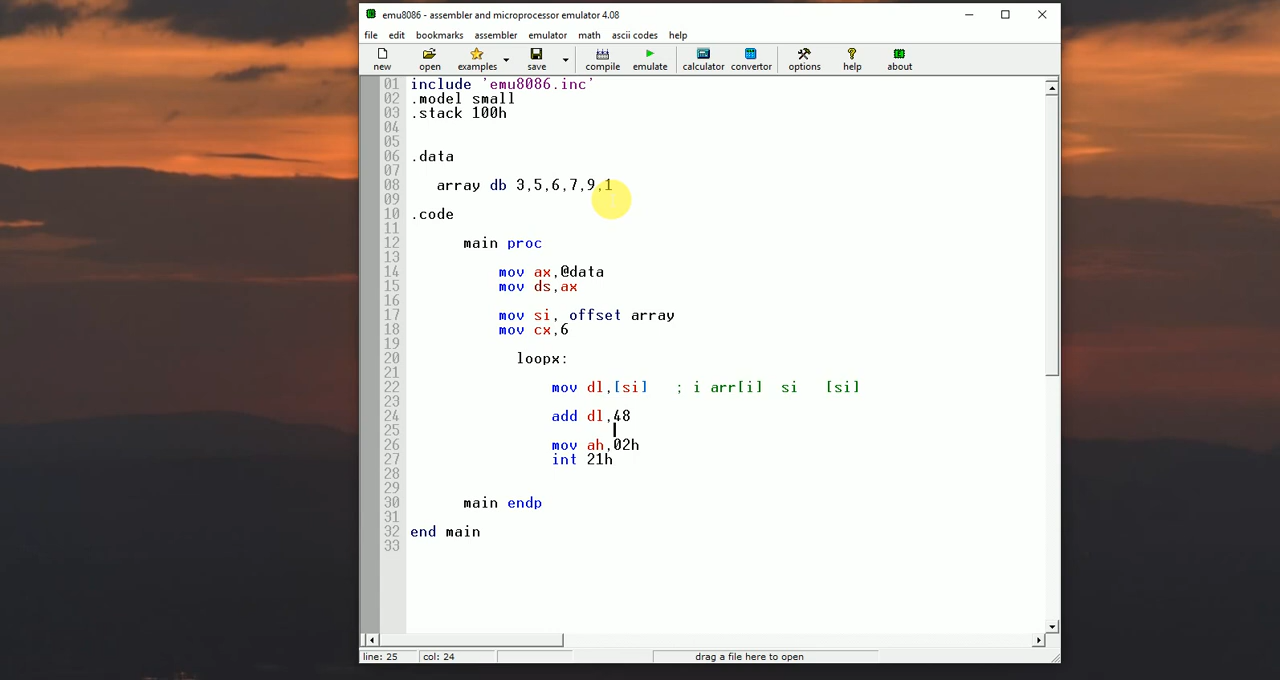 emu8086 - assembler and microprocessor emulator 4.08
file edit bookmarks assembler emulator math ascii codes help
new open examples save compile emulate calculator convertor options help about
01 include 'emu8086.inc'
02 .model small
03 .stack 100h
04
05
06 .data
07
08 array db 3,5,6,7,9,1
09
10 .code
11
12 main proc
13
14 mov ax,@data
15 mov ds,ax
16
17 mov si, offset array
18 mov cx,6
19
20 loopx:
21
22 mov dl,[si] ; i arr[i] si [si]
23
24 add dl,48
25
26 mov ah,02h
27 int 21h
28
29
30 main endp
31
32 end main
33
line: 25 col: 24 drag a file here to open